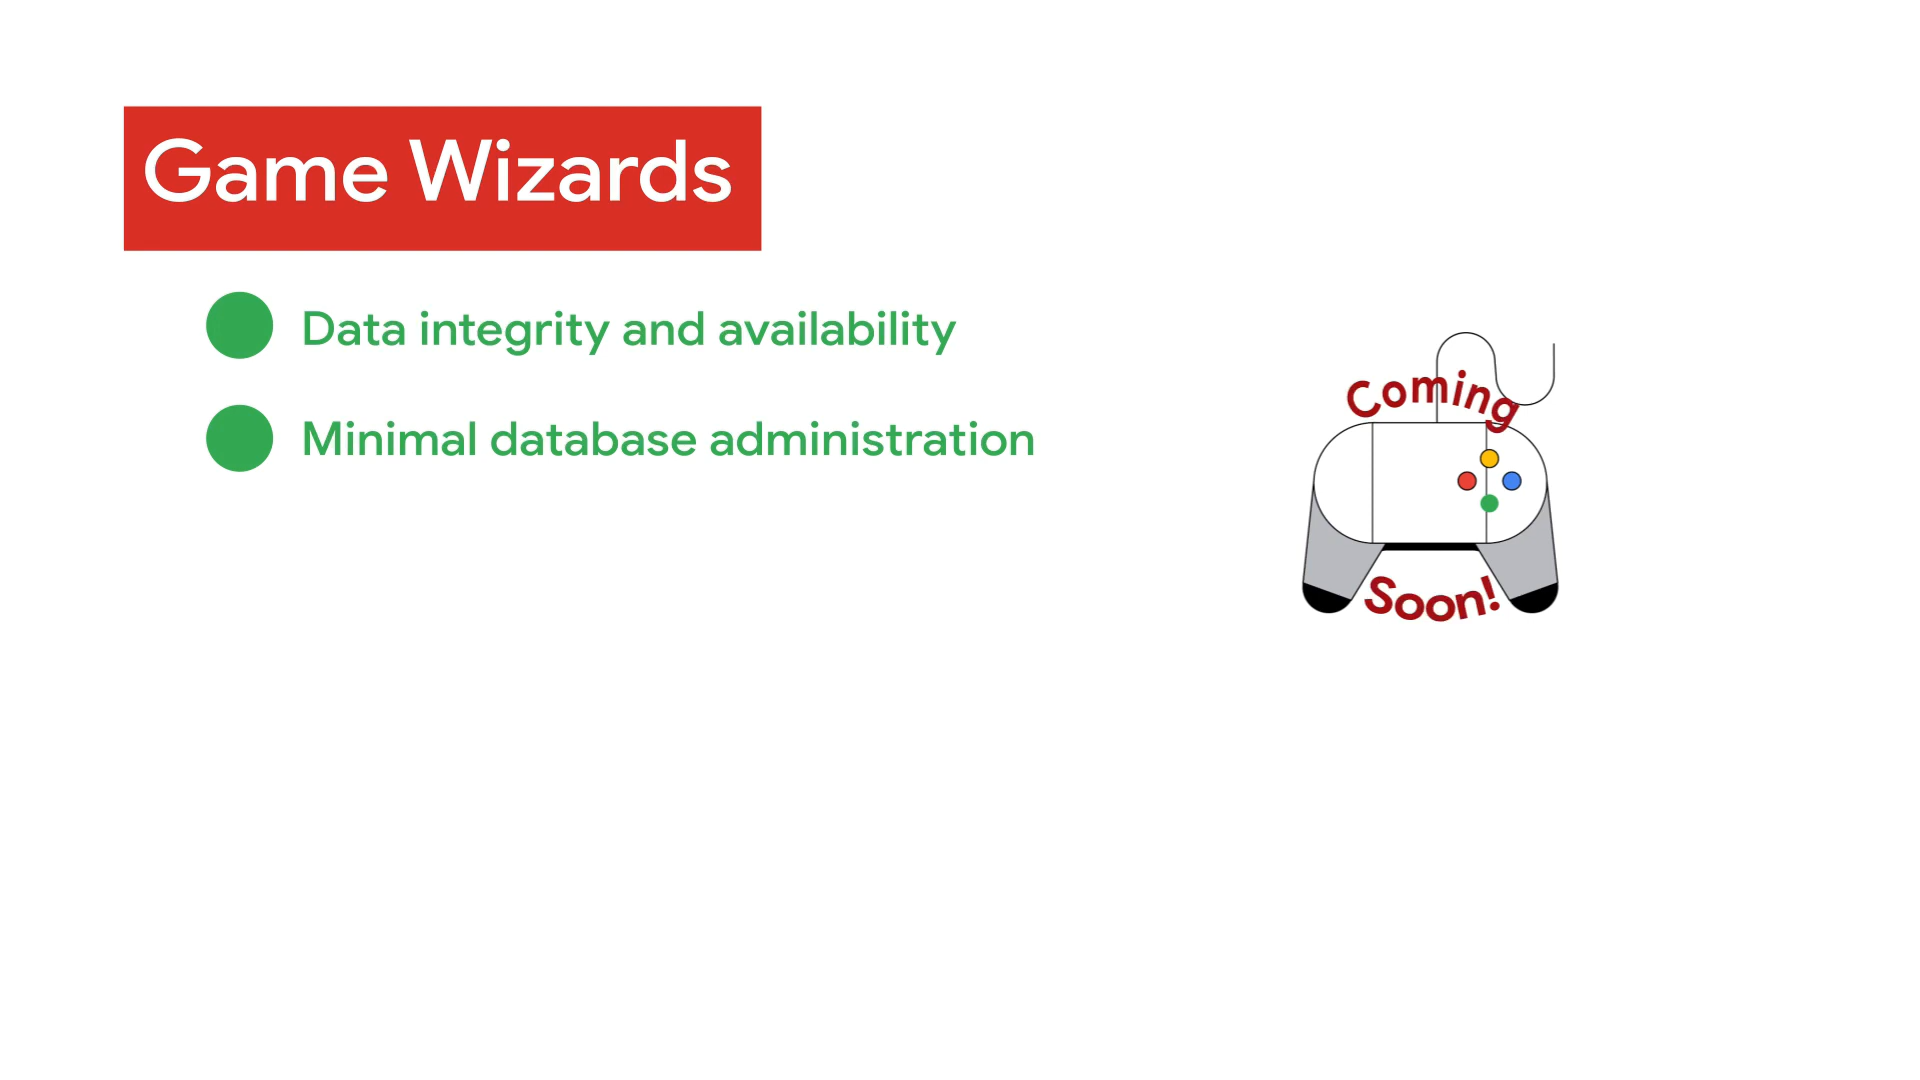 Game Wizards
Data integrity and availability
Minimal database administration
Coming
Soon!